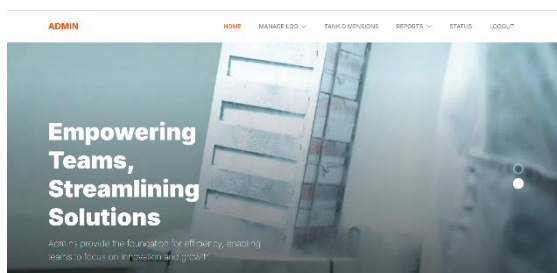 ADMIN
HOME
MANAGE LOG
TANK DIMENSIONS
REPORTS
STATUS
LOGOUT
Empowering
Teams,
Streamlining
Solutions
Admins provide the foundation for efficiency, enabling
teams to focus on innovation and growth.